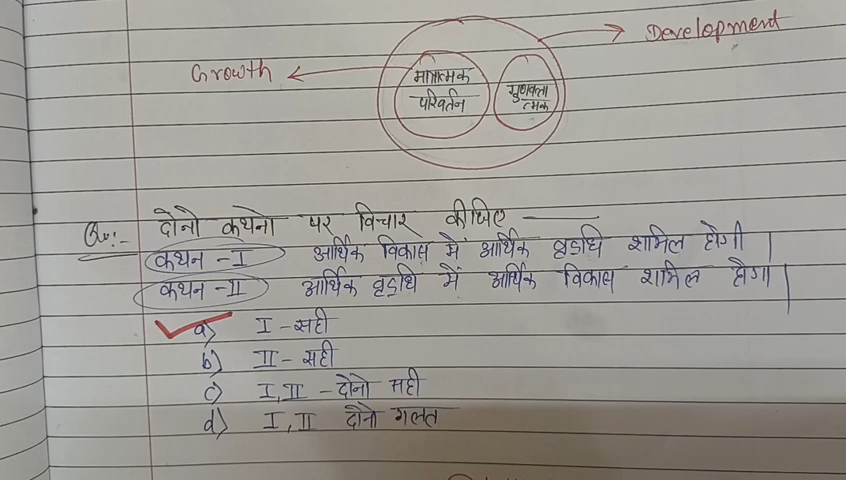 Development
Growth
मात्रात्मक
परिवर्तन
गुणवत्ता
त्मक
Qu:- दोनो कथनो पर विचार कीजिए ——
कथन -I आर्थिक विकास में आर्थिक वृद्धि शामिल होगी |
कथन -II आर्थिक वृद्धि में आर्थिक विकास शामिल होगा |
a) I - सही
b) II - सही
c) I, II - दोनो सही
d) I, II दोनो गलत